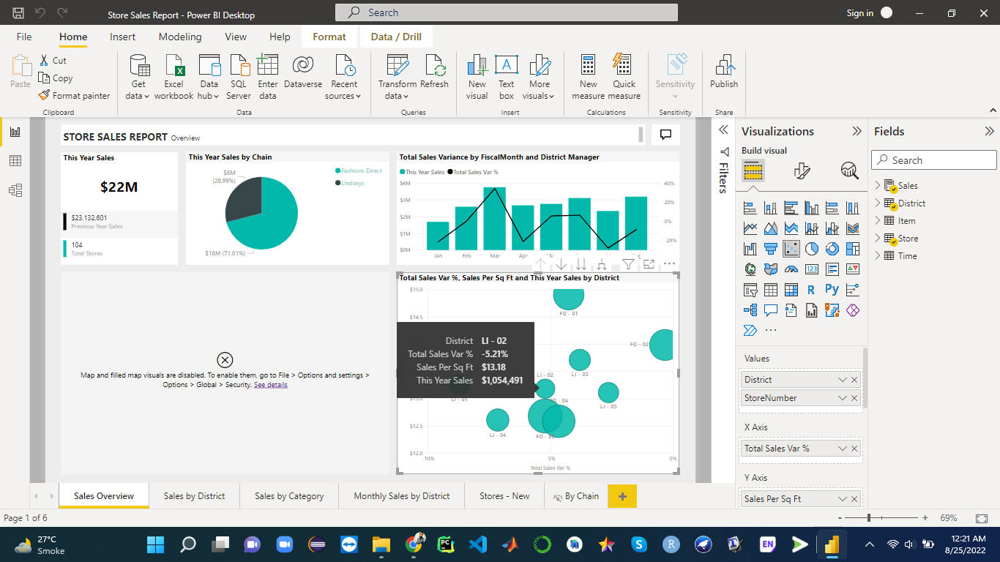 Store Sales Report - Power BI Desktop
Search
Sign in
File
Home
Insert
Modeling
View
Help
Format
Data / Drill
Paste
Cut
Copy
Format painter
Clipboard
Get data
Excel workbook
Data hub
SQL Server
Enter data
Dataverse
Recent sources
Data
Transform data
Refresh
Queries
New visual
Text box
More visuals
Insert
New measure
Quick measure
Calculations
Sensitivity
Sensitivity
Publish
Share
STORE SALES REPORT Overview
This Year Sales
$22M
$23,132,601
Previous Year Sales
104
Total Stores
This Year Sales by Chain
$6M
(28.99%)
$16M (71.01%)
Fashions Direct
Lindseys
Total Sales Variance by FiscalMonth and District Manager
This Year Sales
Total Sales Var %
$4M
$3M
$2M
$1M
$0M
40%
20%
0%
20%
Jan
Feb
Mar
Apr
Map and filled map visuals are disabled. To enable them, go to File > Options and settings >
Options > Global > Security. See details
Total Sales Var %, Sales Per Sq Ft and This Year Sales by District
$15.0
$14.5
$12.5
$12.0
FD - 01
FD - 02
LI - 03
LI - 02
FD - 04
LI - 05
LI - 01
LI - 04
10%
-5%
0%
Total Sales Var %
District LI - 02
Total Sales Var % -5.21%
Sales Per Sq Ft $13.18
This Year Sales $1,054,491
Filters
Visualizations
Build visual
123
R
Py
Values
District
StoreNumber
X Axis
Total Sales Var %
Y Axis
Sales Per Sq Ft
Fields
Search
Sales
District
Item
Store
Time
Sales Overview
Sales by District
Sales by Category
Monthly Sales by District
Stores - New
By Chain
Page 1 of 6
69%
27°C
Smoke
EN
12:21 AM
8/25/2022